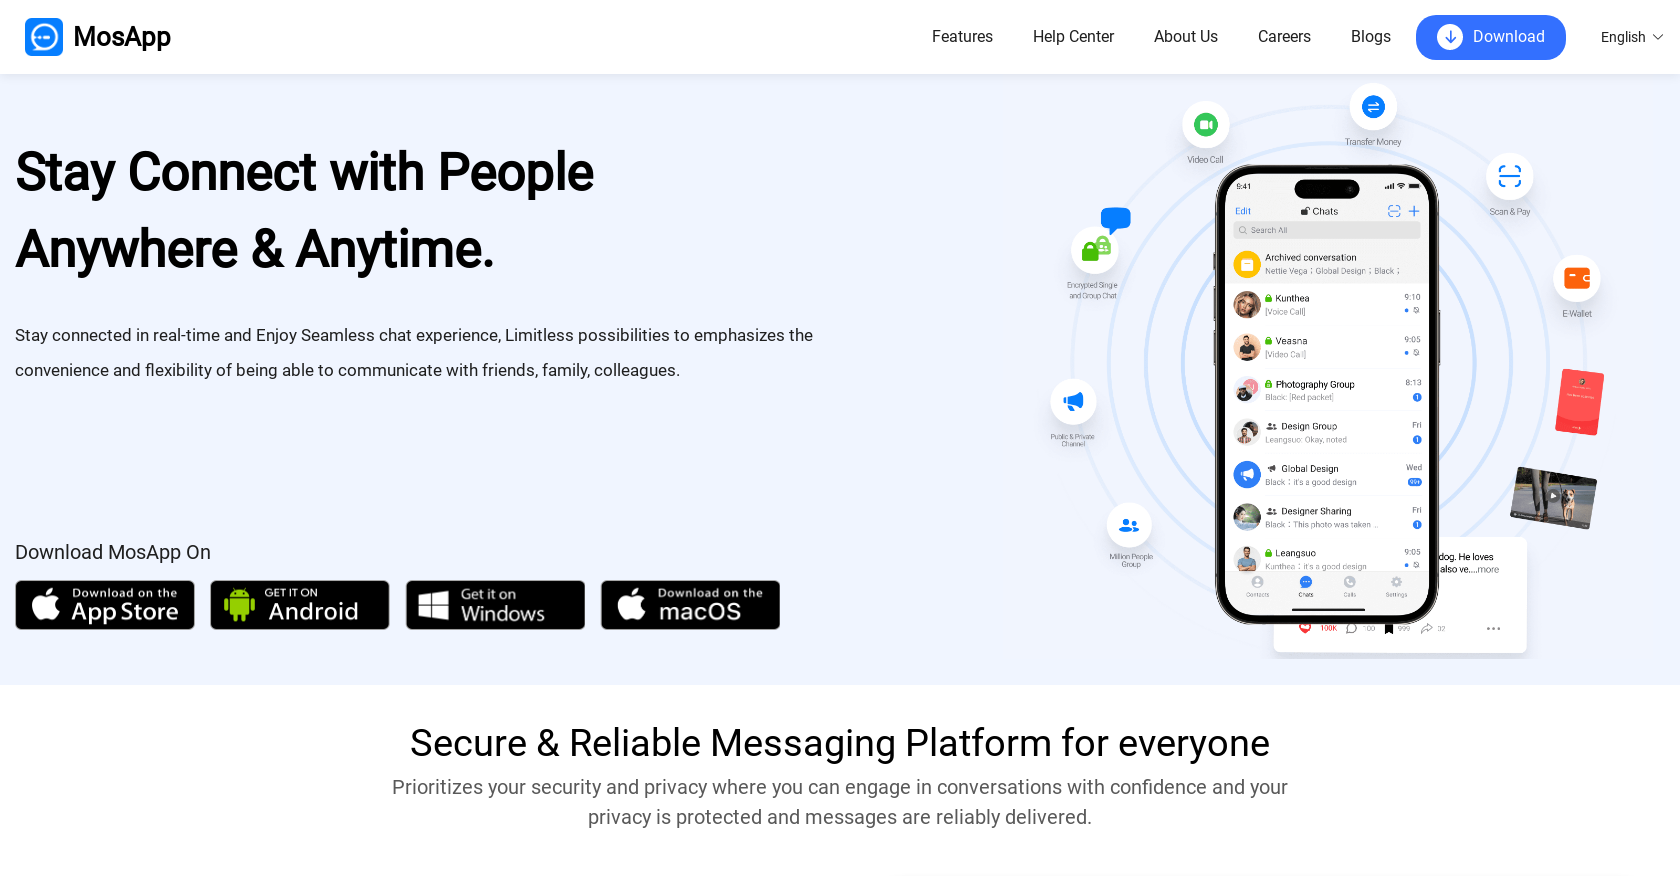 MosApp
Features
Help Center
About Us
Careers
Blogs
Download
English
Stay Connect with People
Anywhere & Anytime.
Stay connected in real-time and Enjoy Seamless chat experience, Limitless possibilities to emphasizes the
convenience and flexibility of being able to communicate with friends, family, colleagues.
Download MosApp On
Download on the
App Store
GET IT ON
Android
Get it on
Windows
Download on the
macOS
Video Call
Transfer Money
Scan & Pay
E-Wallet
Encrypted Single
and Group Chat
Public & Private
Channel
Million People
Group
9:41
Edit
Chats
Search All
Archived conversation
Nettie Vega ; Global Design ; Black ;
Kunthea
9:10
[Voice Call]
Veasna
9:05
[Video Call]
Photography Group
8:13
Black: [Red packet]
1
Design Group
Fri
Leangsuo: Okay, noted
1
Global Design
Wed
Black : it's a good design
99+
Designer Sharing
Fri
Black : This photo was taken ...
1
Leangsuo
9:05
Kunthea : it's a good design
Contacts
Chats
Calls
Settings
dog. He loves
also ve....more
100K
100
999
02
Secure & Reliable Messaging Platform for everyone
Prioritizes your security and privacy where you can engage in conversations with confidence and your
privacy is protected and messages are reliably delivered.